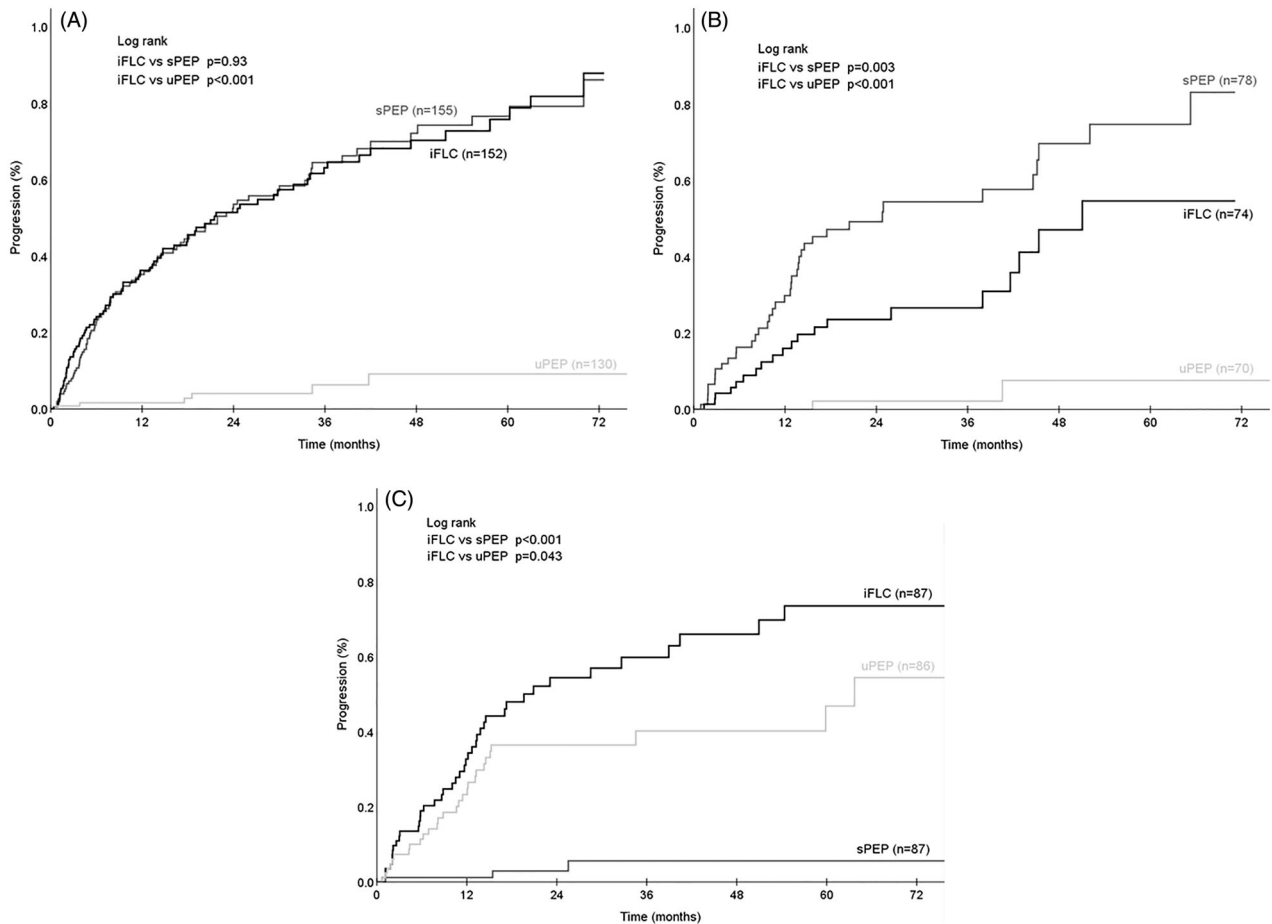 (A)
Log rank
iFLC vs sPEP p=0.93
iFLC vs uPEP p<0.001
sPEP (n=155)
iFLC (n=152)
uPEP (n=130)
Progression (%)
1.0
0.8
0.6
0.4
0.2
0.0
0 12 24 36 48 60 72
Time (months)
(B)
Log rank
iFLC vs sPEP p=0.003
iFLC vs uPEP p<0.001
sPEP (n=78)
iFLC (n=74)
uPEP (n=70)
Progression (%)
1.0
0.8
0.6
0.4
0.2
0.0
0 12 24 36 48 60 72
Time (months)
(C)
Log rank
iFLC vs sPEP p<0.001
iFLC vs uPEP p=0.043
iFLC (n=87)
uPEP (n=86)
sPEP (n=87)
Progression (%)
1.0
0.8
0.6
0.4
0.2
0.0
0 12 24 36 48 60 72
Time (months)